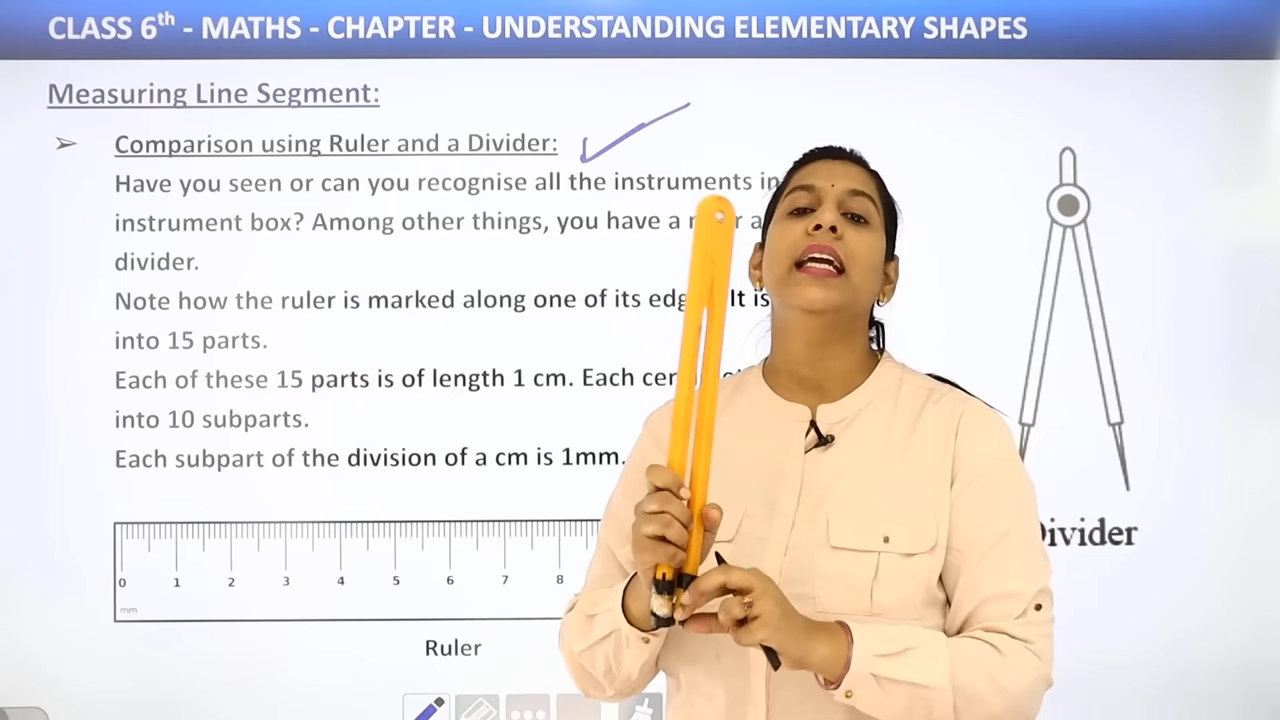 CLASS 6th - MATHS - CHAPTER - UNDERSTANDING ELEMENTARY SHAPES
Measuring Line Segment:
➢ Comparison using Ruler and a Divider:
Have you seen or can you recognise all the instruments in
instrument box? Among other things, you have a
divider.
Note how the ruler is marked along one of its It is
into 15 parts.
Each of these 15 parts is of length 1 cm. Each
into 10 subparts.
Each subpart of the division of a cm is 1mm.
0 1 2 3 4 5 6 7 8
mm
Ruler
Divider